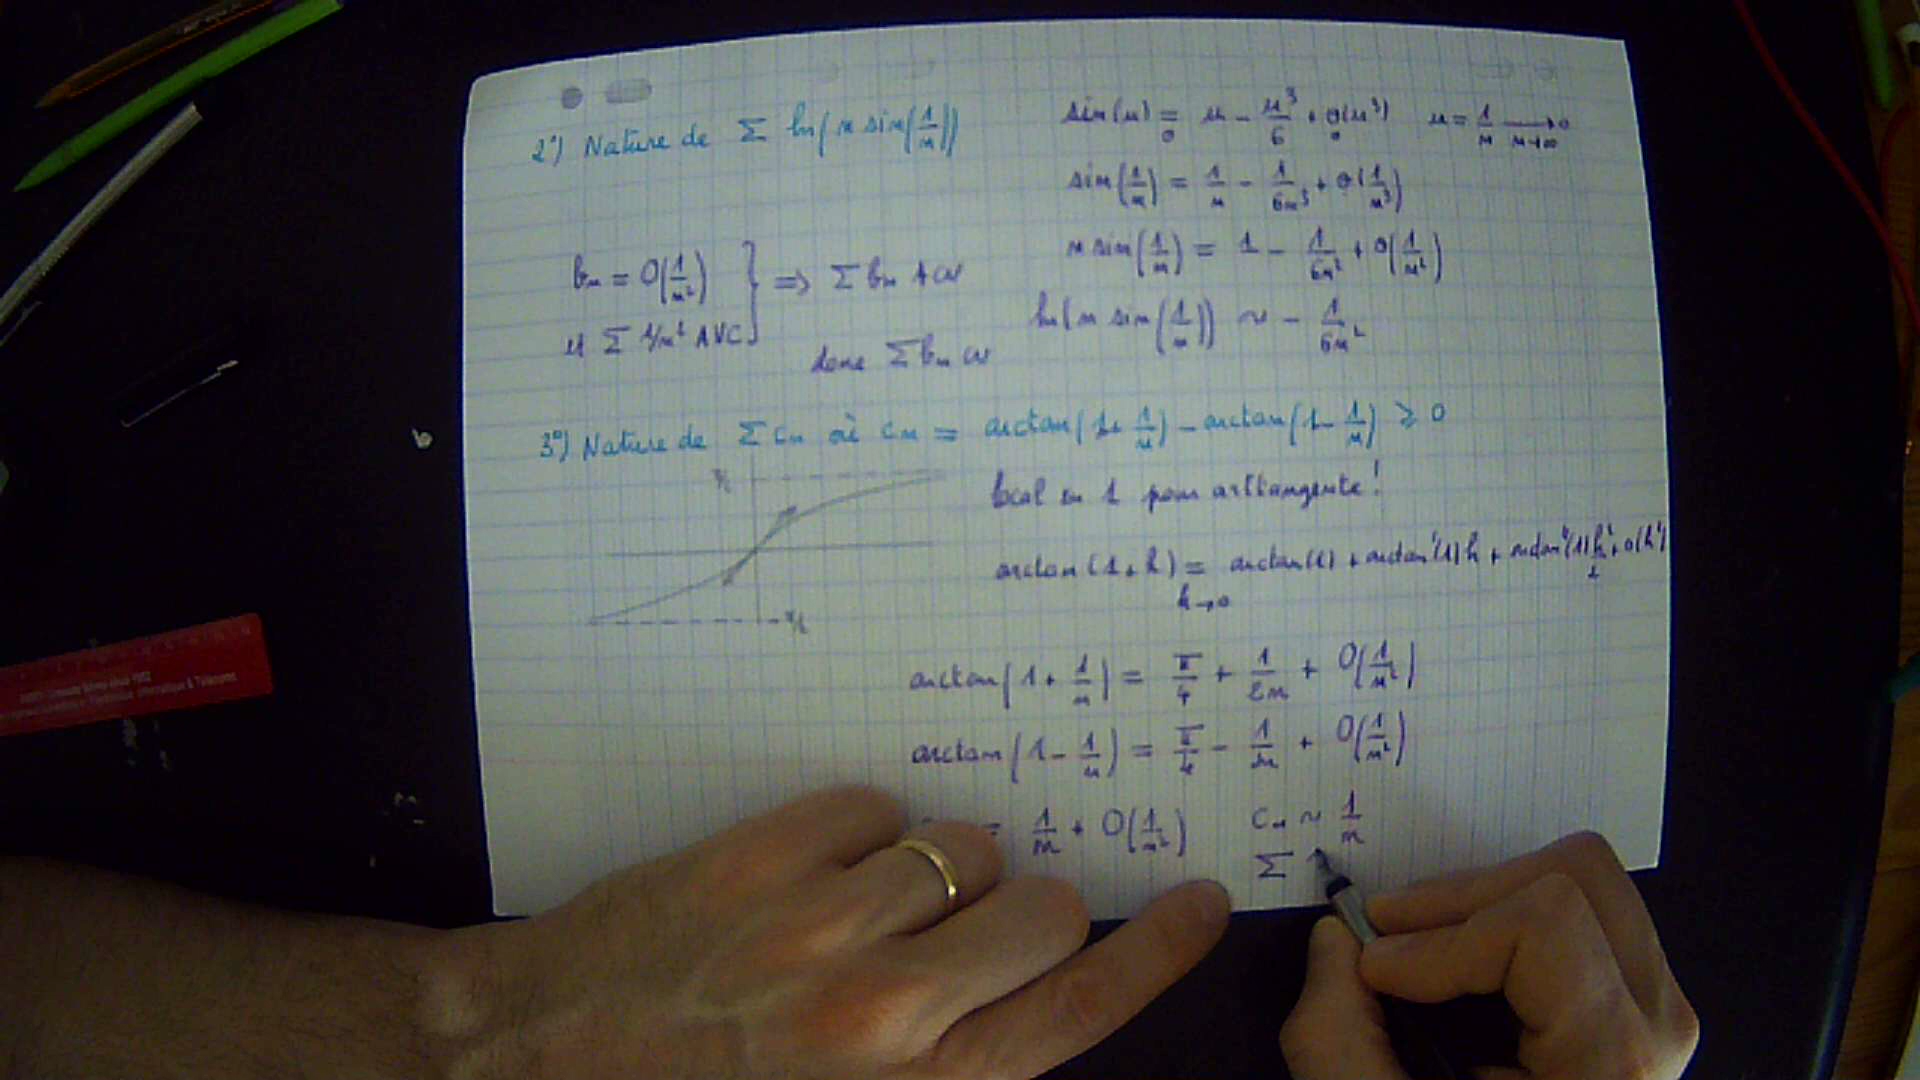 2°) Nature de Σ ln(n sin(1/n))
sin(u) =₀ u - u³/6 + o₀(u³) u = 1/n ⟶ 0 n→∞
sin(1/n) = 1/n - 1/6n³ + o(1/n³)
n sin(1/n) = 1 - 1/6n² + o(1/n²)
ln(n sin(1/n)) ~ - 1/6n²
bn = O(1/n²)
et Σ 1/n² AVC } ⇒ Σ bn ACV
donc Σ bn CV
3°) Nature de Σ Cn où Cn = arctan(1+ 1/n) - arctan(1- 1/n) ≥ 0
π/2
-π/2
local en 1 pour arctangente !
arctan(1+h) = h→0 arctan(1) + arctan'(1)h + arctan''(1)h²/2 + o(h²)
arctan(1 + 1/n) = π/4 + 1/2n + O(1/n²)
arctan(1 - 1/n) = π/4 - 1/2n + O(1/n²)
= 1/n + O(1/n²) Cn ~ 1/n
Σ